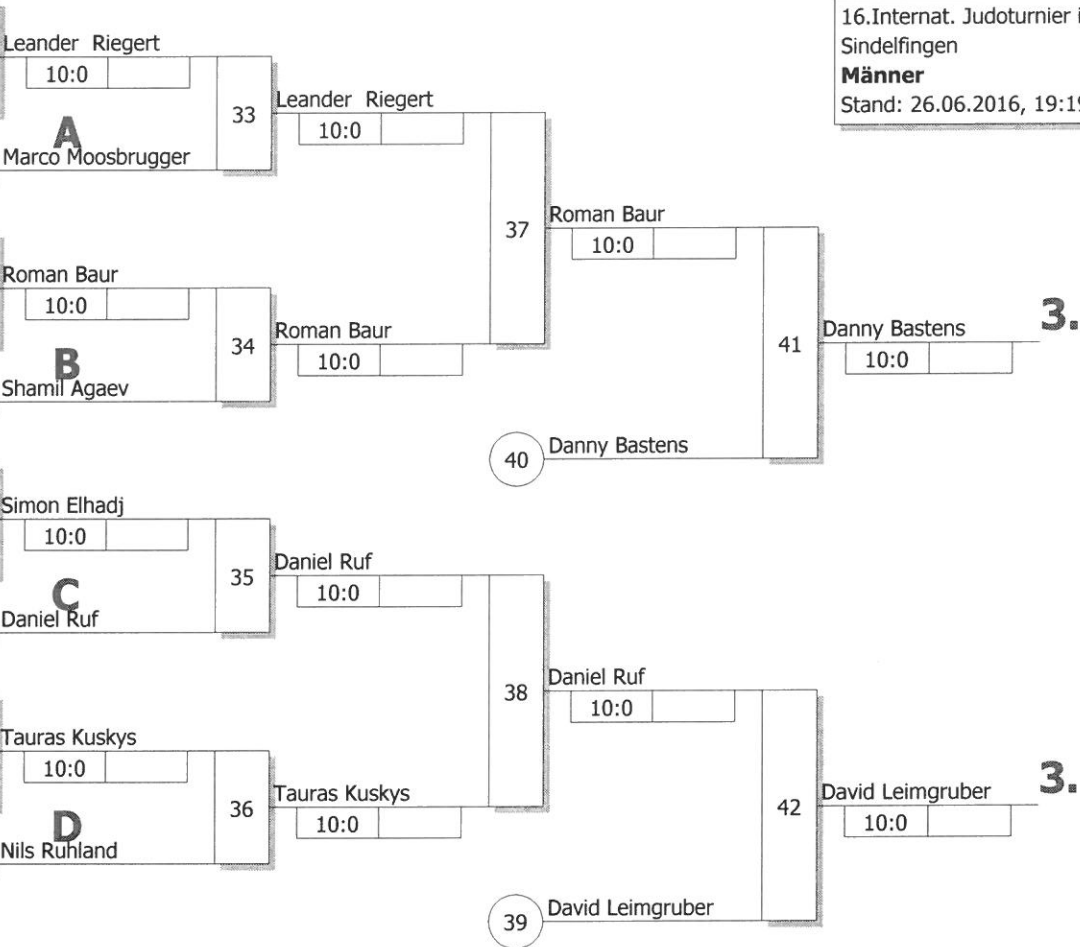 16.Internat. Judoturnier i
Sindelfingen
Männer
Stand: 26.06.2016, 19:19
Leander Riegert
10:0
A
Marco Moosbrugger
33
Leander Riegert
10:0
Roman Baur
10:0
B
Shamil Agaev
34
Roman Baur
10:0
37
Roman Baur
10:0
40
Danny Bastens
41
Danny Bastens
10:0
3.
Simon Elhadj
10:0
C
Daniel Ruf
35
Daniel Ruf
10:0
Tauras Kuskys
10:0
D
Nils Ruhland
36
Tauras Kuskys
10:0
38
Daniel Ruf
10:0
39
David Leimgruber
42
David Leimgruber
10:0
3.